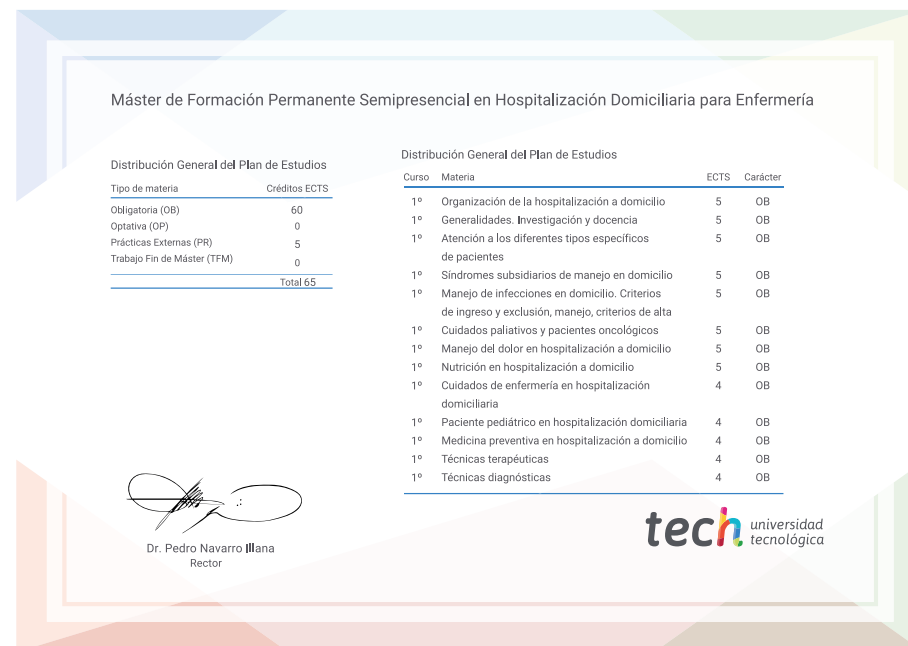 Máster de Formación Permanente Semipresencial en Hospitalización Domiciliaria para Enfermería
Distribución General del Plan de Estudios
Tipo de materia Créditos ECTS
Obligatoria (OB) 60
Optativa (OP) 0
Prácticas Externas (PR) 5
Trabajo Fin de Máster (TFM) 0
Total 65
Distribución General del Plan de Estudios
Curso Materia ECTS Carácter
1º Organización de la hospitalización a domicilio 5 OB
1º Generalidades. Investigación y docencia 5 OB
1º Atención a los diferentes tipos específicos 5 OB
de pacientes
1º Síndromes subsidiarios de manejo en domicilio 5 OB
1º Manejo de infecciones en domicilio. Criterios 5 OB
de ingreso y exclusión, manejo, criterios de alta
1º Cuidados paliativos y pacientes oncológicos 5 OB
1º Manejo del dolor en hospitalización a domicilio 5 OB
1º Nutrición en hospitalización a domicilio 5 OB
1º Cuidados de enfermería en hospitalización 4 OB
domiciliaria
1º Paciente pediátrico en hospitalización domiciliaria 4 OB
1º Medicina preventiva en hospitalización a domicilio 4 OB
1º Técnicas terapéuticas 4 OB
1º Técnicas diagnósticas 4 OB
Dr. Pedro Navarro Illana
Rector
tech universidad
tecnológica